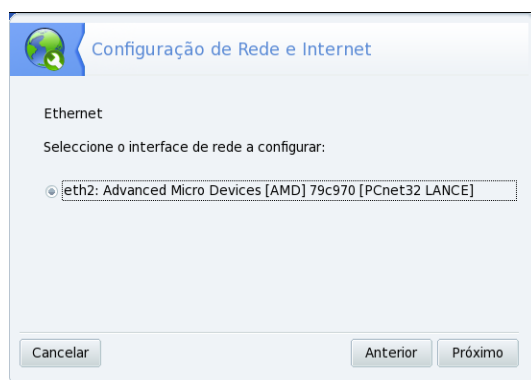 Configuração de Rede e Internet
Ethernet
Seleccione o interface de rede a configurar:
eth2: Advanced Micro Devices [AMD] 79c970 [PCnet32 LANCE]
Cancelar
Anterior
Próximo